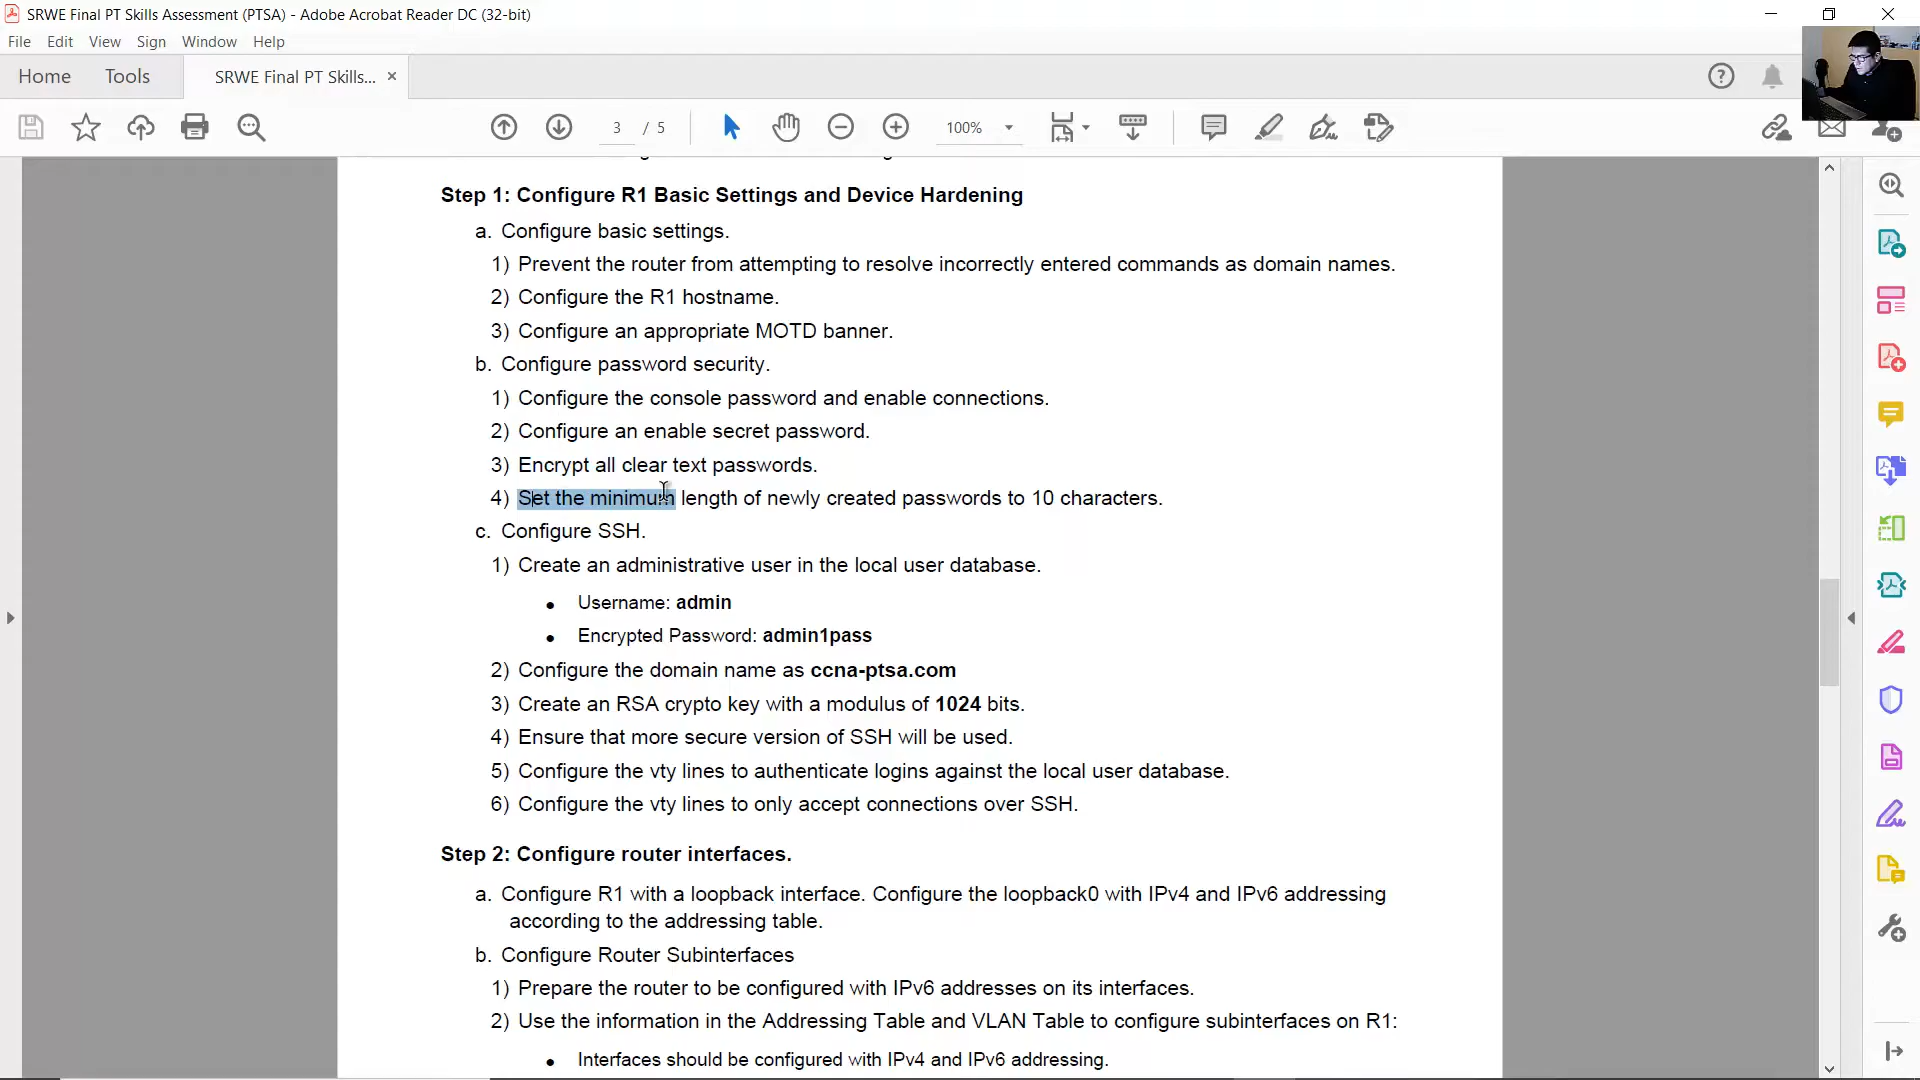 SRWE Final PT Skills Assessment (PTSA) - Adobe Acrobat Reader DC (32-bit)
File Edit View Sign Window Help
Home Tools SRWE Final PT Skills... ×
3 / 5 100%
Step 1: Configure R1 Basic Settings and Device Hardening
a. Configure basic settings.
1) Prevent the router from attempting to resolve incorrectly entered commands as domain names.
2) Configure the R1 hostname.
3) Configure an appropriate MOTD banner.
b. Configure password security.
1) Configure the console password and enable connections.
2) Configure an enable secret password.
3) Encrypt all clear text passwords.
4) Set the minimum length of newly created passwords to 10 characters.
c. Configure SSH.
1) Create an administrative user in the local user database.
• Username: admin
• Encrypted Password: admin1pass
2) Configure the domain name as ccna-ptsa.com
3) Create an RSA crypto key with a modulus of 1024 bits.
4) Ensure that more secure version of SSH will be used.
5) Configure the vty lines to authenticate logins against the local user database.
6) Configure the vty lines to only accept connections over SSH.
Step 2: Configure router interfaces.
a. Configure R1 with a loopback interface. Configure the loopback0 with IPv4 and IPv6 addressing
according to the addressing table.
b. Configure Router Subinterfaces
1) Prepare the router to be configured with IPv6 addresses on its interfaces.
2) Use the information in the Addressing Table and VLAN Table to configure subinterfaces on R1:
• Interfaces should be configured with IPv4 and IPv6 addressing.